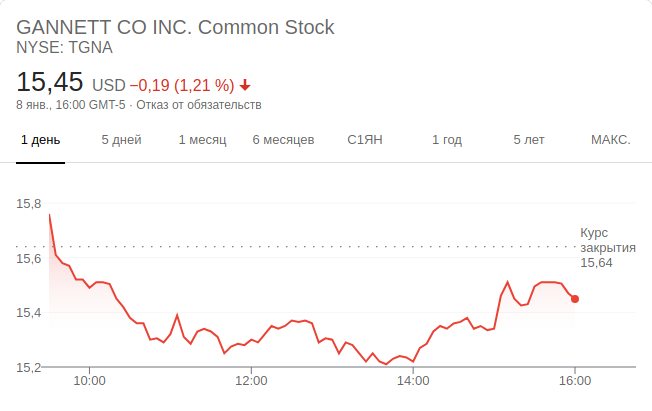 GANNETT CO INC. Common Stock
NYSE: TGNA
15,45 USD −0,19 (1,21 %)
8 янв., 16:00 GMT-5 · Отказ от обязательств
1 день 5 дней 1 месяц 6 месяцев С1ЯН 1 год 5 лет МАКС.
15,8
Курс
закрытия
15,64
15,6
15,4
15,2
10:00 12:00 14:00 16:00